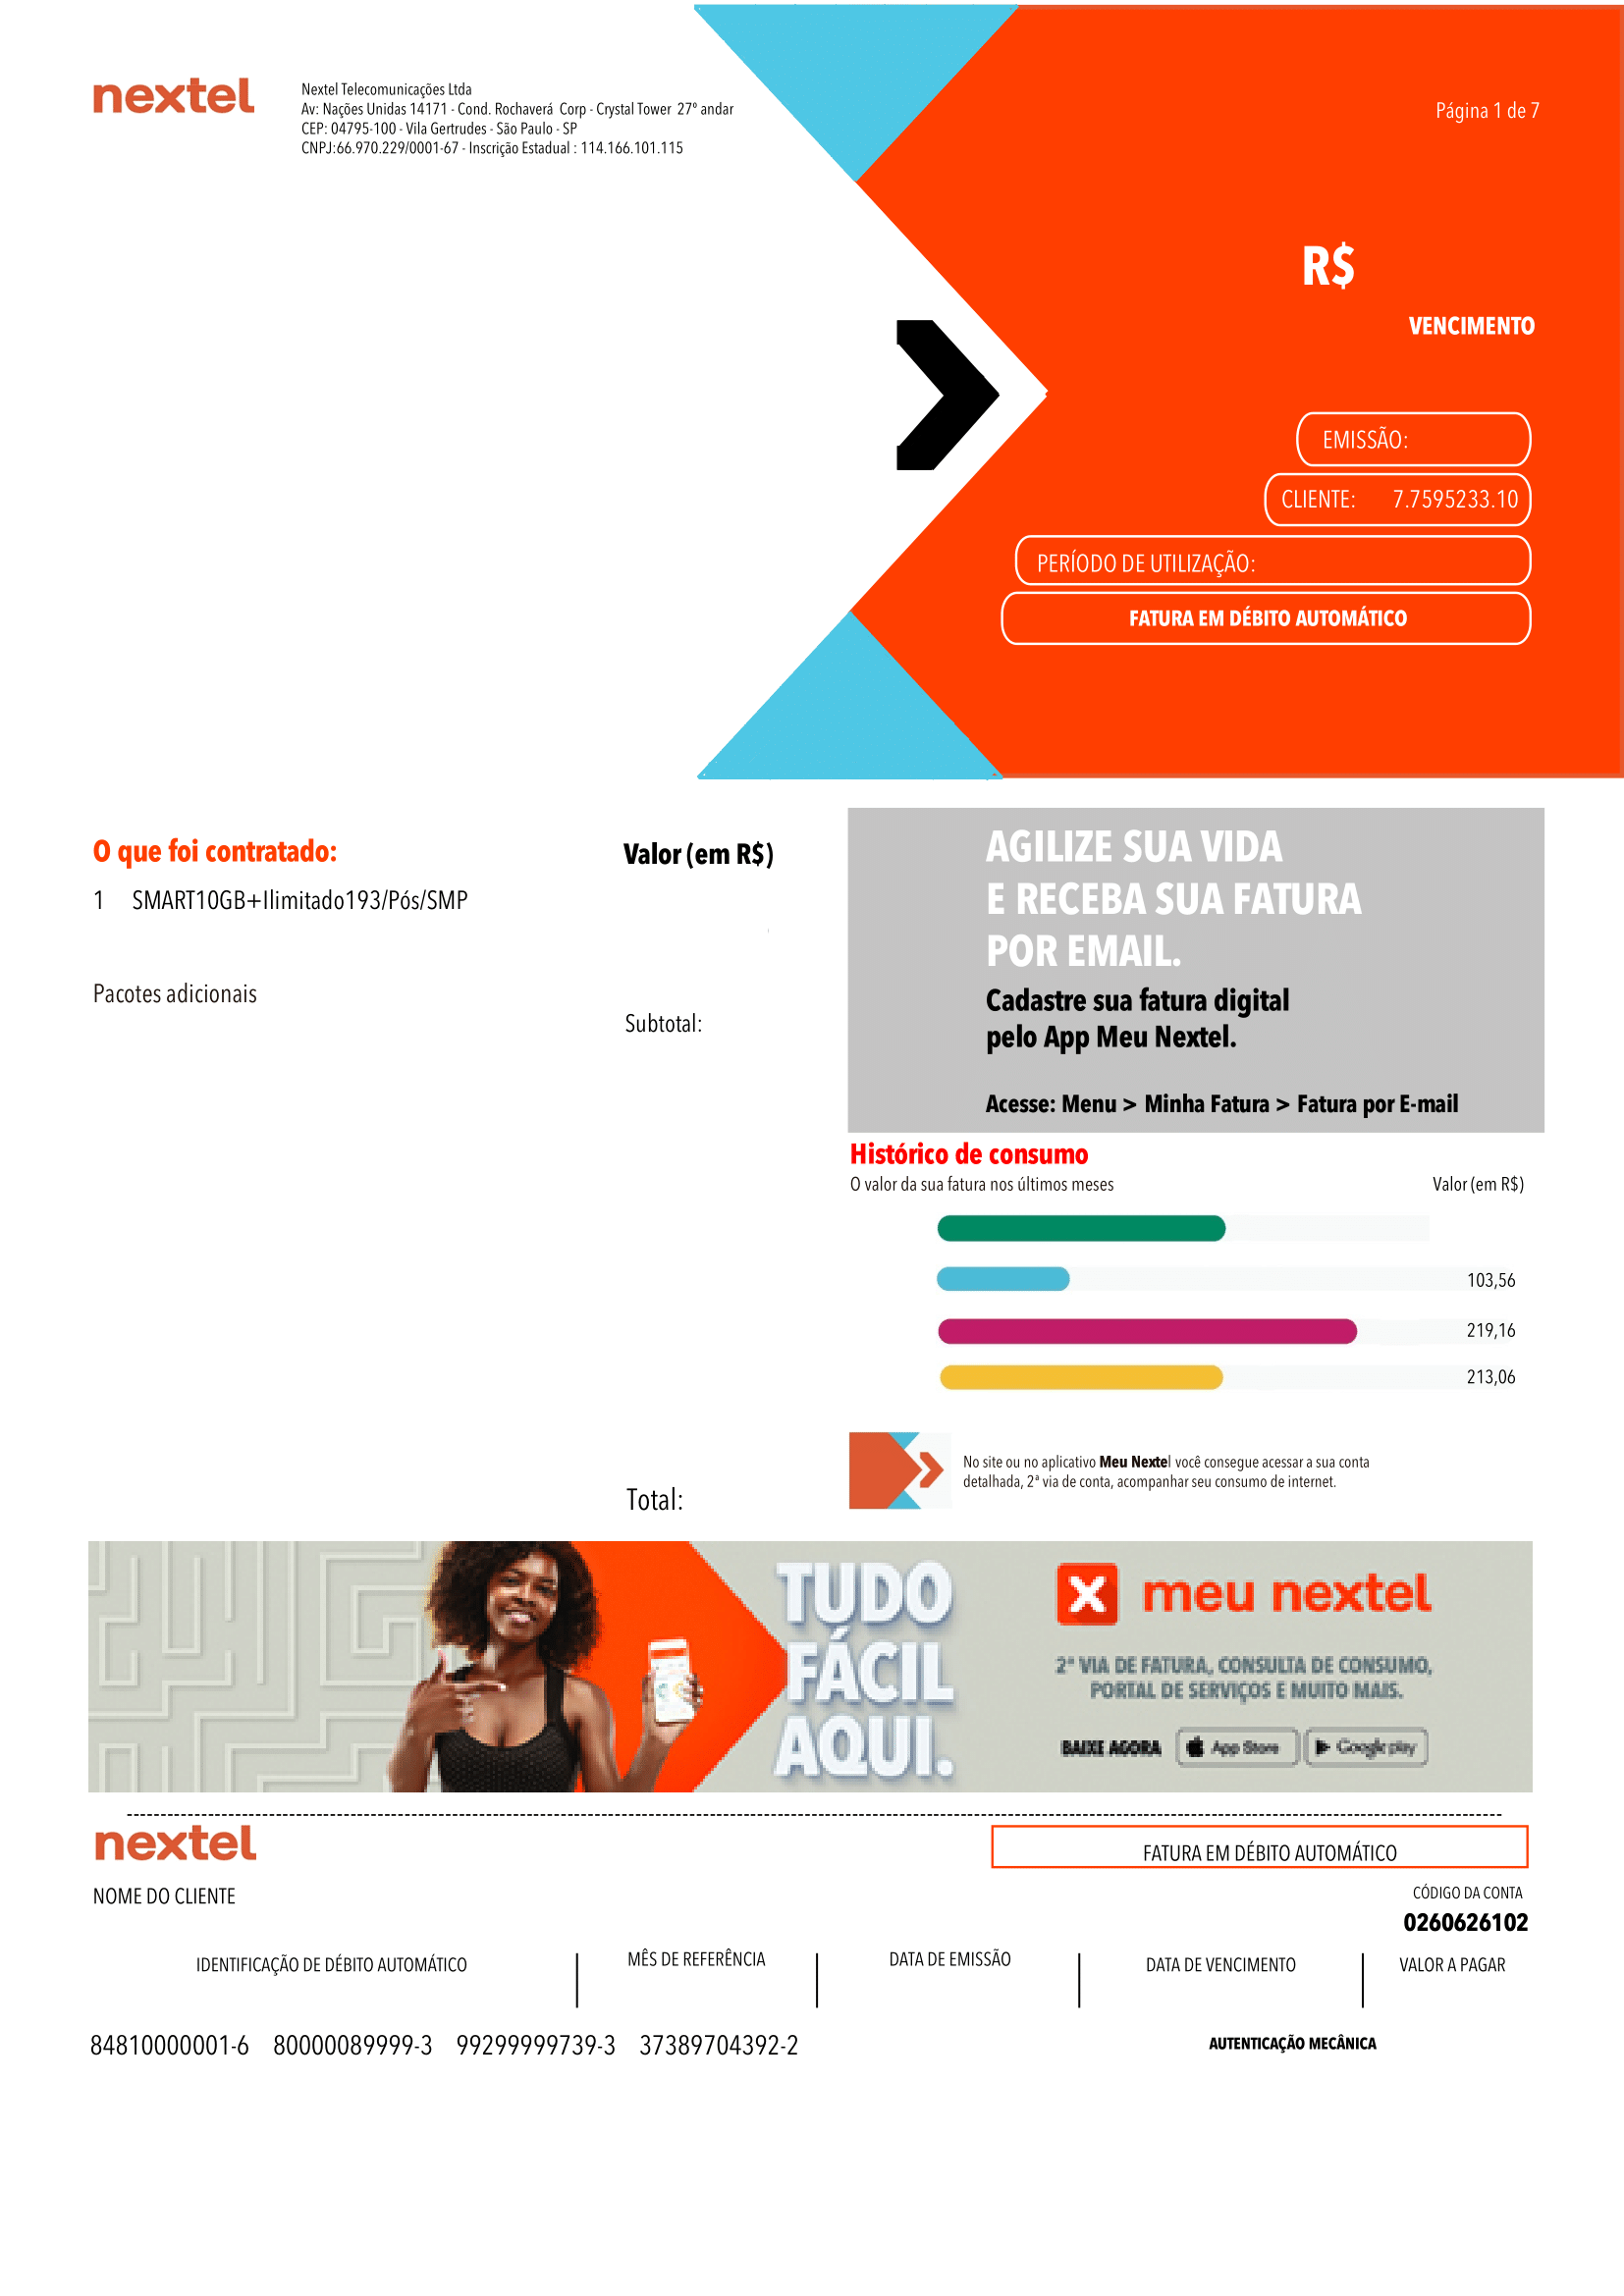 nextel
Nextel Telecomunicações Ltda
Av: Nações Unidas 14171 - Cond. Rochaverá Corp - Crystal Tower 27º andar
CEP: 04795-100 - Vila Gertrudes - São Paulo - SP
CNPJ:66.970.229/0001-67 - Inscrição Estadual : 114.166.101.115
Página 1 de 7
R$
VENCIMENTO
EMISSÃO:
CLIENTE: 7.7595233.10
PERÍODO DE UTILIZAÇÃO:
FATURA EM DÉBITO AUTOMÁTICO
O que foi contratado: Valor (em R$)
1 SMART10GB+Ilimitado193/Pós/SMP
Pacotes adicionais
Subtotal:
Total:
AGILIZE SUA VIDA
E RECEBA SUA FATURA
POR EMAIL.
Cadastre sua fatura digital
pelo App Meu Nextel.
Acesse: Menu > Minha Fatura > Fatura por E-mail
Histórico de consumo
O valor da sua fatura nos últimos meses Valor (em R$)
103,56
219,16
213,06
No site ou no aplicativo Meu Nextel você consegue acessar a sua conta
detalhada, 2ª via de conta, acompanhar seu consumo de internet.
TUDO
FÁCIL
AQUI.
meu nextel
2ª VIA DE FATURA, CONSULTA DE CONSUMO,
PORTAL DE SERVIÇOS E MUITO MAIS.
BAIXE AGORA App Store Google play
nextel
FATURA EM DÉBITO AUTOMÁTICO
NOME DO CLIENTE
CÓDIGO DA CONTA
0260626102
IDENTIFICAÇÃO DE DÉBITO AUTOMÁTICO MÊS DE REFERÊNCIA DATA DE EMISSÃO DATA DE VENCIMENTO VALOR A PAGAR
84810000001-6 80000089999-3 99299999739-3 37389704392-2
AUTENTICAÇÃO MECÂNICA